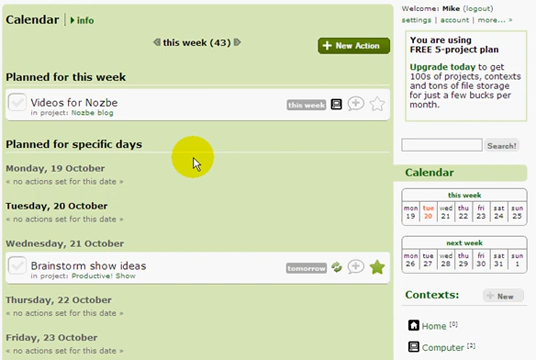 Calendar info
this week (43)
+ New Action
Planned for this week
Videos for Nozbe
this week
in project: Nozbe blog
Planned for specific days
Monday, 19 October
« no actions set for this date »
Tuesday, 20 October
« no actions set for this date »
Wednesday, 21 October
Brainstorm show ideas
tomorrow
in project: Productive! Show
Thursday, 22 October
« no actions set for this date »
Friday, 23 October
« no actions set for this date »
Welcome: Mike (logout)
settings | account | more... »
You are using
FREE 5-project plan
Upgrade today to get
100s of projects, contexts
and tons of file storage
for just a few bucks per
month.
Search!
Calendar
this week
mon tue wed thu fri sat sun
19 20 21 22 23 24 25
next week
mon tue wed thu fri sat sun
26 27 28 29 30 31 1
Contexts:
+ New
Home [0]
Computer [2]